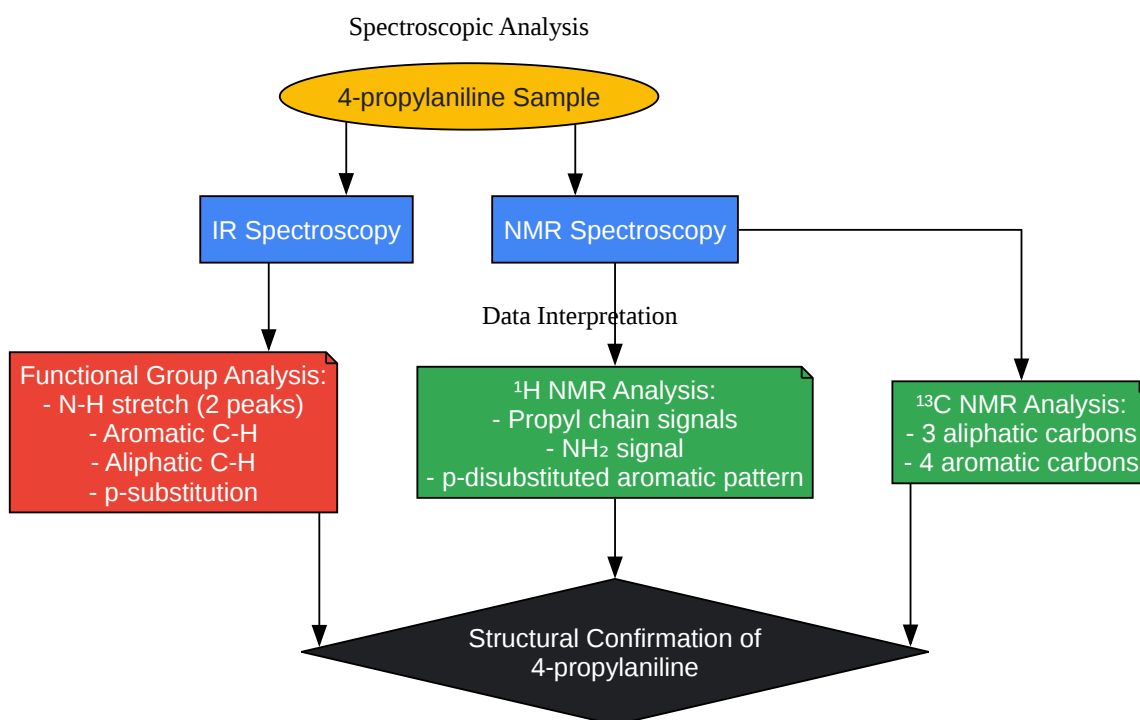 Spectroscopic Analysis
4-propylaniline Sample
IR Spectroscopy
NMR Spectroscopy
Data Interpretation
Functional Group Analysis:
- N-H stretch (2 peaks)
- Aromatic C-H
- Aliphatic C-H
- p-substitution
¹H NMR Analysis:
- Propyl chain signals
- NH₂ signal
- p-disubstituted aromatic pattern
¹³C NMR Analysis:
- 3 aliphatic carbons
- 4 aromatic carbons
Structural Confirmation of
4-propylaniline